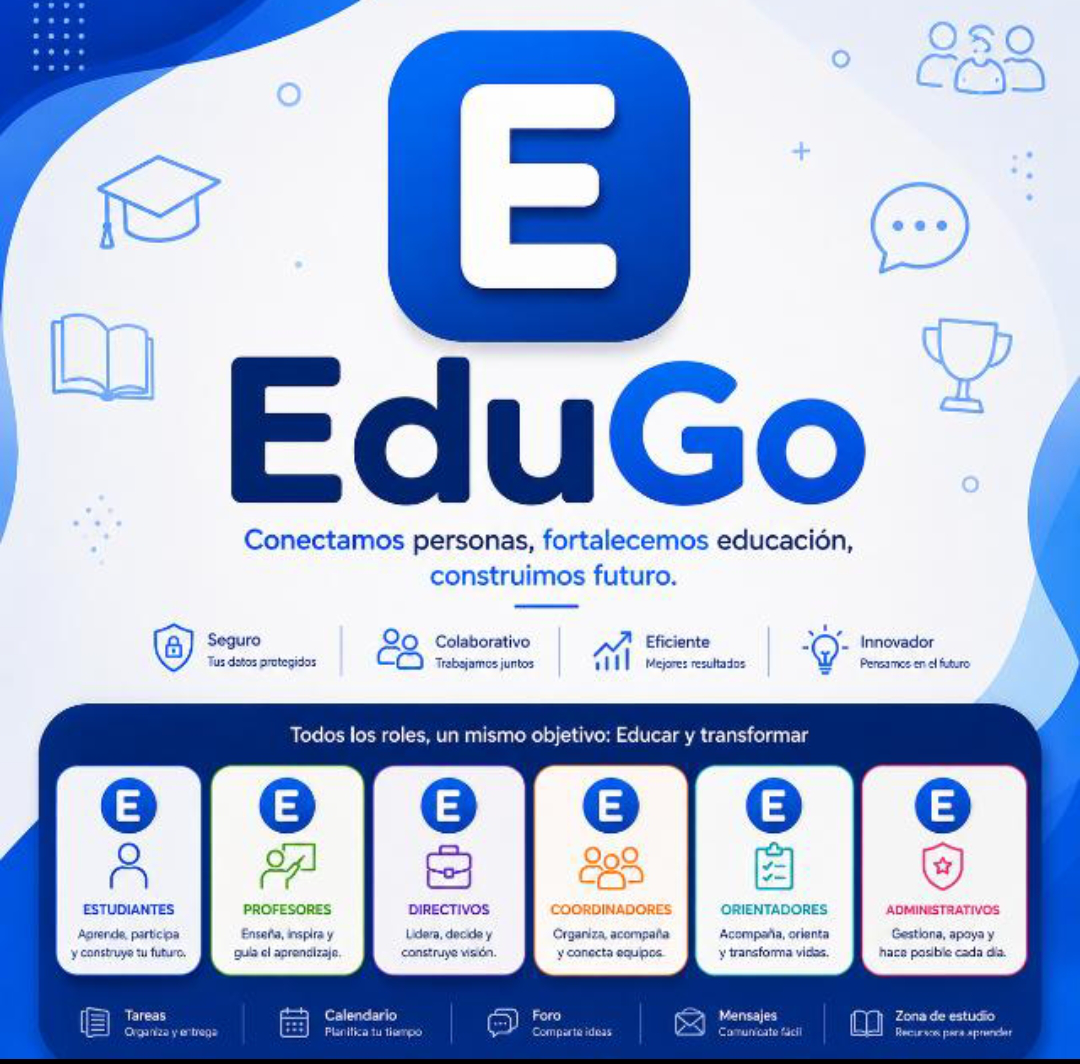 E
EduGo
Conectamos personas, fortalecemos educación,
construimos futuro.
Seguro
Tus datos protegidos
Colaborativo
Trabajamos juntos
Eficiente
Mejores resultados
Innovador
Pensamos en el futuro
Todos los roles, un mismo objetivo: Educar y transformar
E
ESTUDIANTES
Aprende, participa
y construye tu futuro.
E
PROFESORES
Enseña, inspira y
guía el aprendizaje.
E
DIRECTIVOS
Lidera, decide y
construye visión.
E
COORDINADORES
Organiza, acompaña
y conecta equipos.
E
ORIENTADORES
Acompaña, orienta
y transforma vidas.
E
ADMINISTRATIVOS
Gestiona, apoya y
hace posible cada día.
Tareas
Organiza y entrega
Calendario
Planifica tu tiempo
Foro
Comparte ideas
Mensajes
Comunícate fácil
Zona de estudio
Recursos para aprender